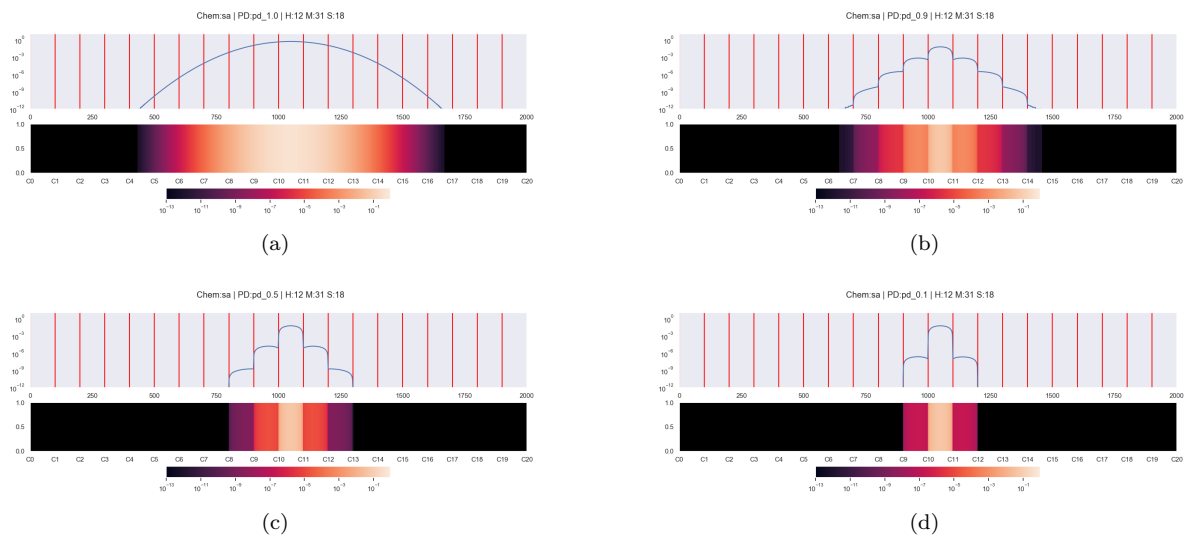 Chem:sa | PD:pd_1.0 | H:12 M:31 S:18
10⁰
10⁻³
10⁻⁶
10⁻⁹
10⁻¹²
0 250 500 750 1000 1250 1500 1750 2000
1.0
0.5
0.0
C0 C1 C2 C3 C4 C5 C6 C7 C8 C9 C10 C11 C12 C13 C14 C15 C16 C17 C18 C19 C20
10⁻¹³ 10⁻¹¹ 10⁻⁹ 10⁻⁷ 10⁻⁵ 10⁻³ 10⁻¹
(a)
Chem:sa | PD:pd_0.9 | H:12 M:31 S:18
10⁰
10⁻³
10⁻⁶
10⁻⁹
10⁻¹²
0 250 500 750 1000 1250 1500 1750 2000
1.0
0.5
0.0
C0 C1 C2 C3 C4 C5 C6 C7 C8 C9 C10 C11 C12 C13 C14 C15 C16 C17 C18 C19 C20
10⁻¹³ 10⁻¹¹ 10⁻⁹ 10⁻⁷ 10⁻⁵ 10⁻³ 10⁻¹
(b)
Chem:sa | PD:pd_0.5 | H:12 M:31 S:18
10⁰
10⁻³
10⁻⁶
10⁻⁹
10⁻¹²
0 250 500 750 1000 1250 1500 1750 2000
1.0
0.5
0.0
C0 C1 C2 C3 C4 C5 C6 C7 C8 C9 C10 C11 C12 C13 C14 C15 C16 C17 C18 C19 C20
10⁻¹³ 10⁻¹¹ 10⁻⁹ 10⁻⁷ 10⁻⁵ 10⁻³ 10⁻¹
(c)
Chem:sa | PD:pd_0.1 | H:12 M:31 S:18
10⁰
10⁻³
10⁻⁶
10⁻⁹
10⁻¹²
0 250 500 750 1000 1250 1500 1750 2000
1.0
0.5
0.0
C0 C1 C2 C3 C4 C5 C6 C7 C8 C9 C10 C11 C12 C13 C14 C15 C16 C17 C18 C19 C20
10⁻¹³ 10⁻¹¹ 10⁻⁹ 10⁻⁷ 10⁻⁵ 10⁻³ 10⁻¹
(d)